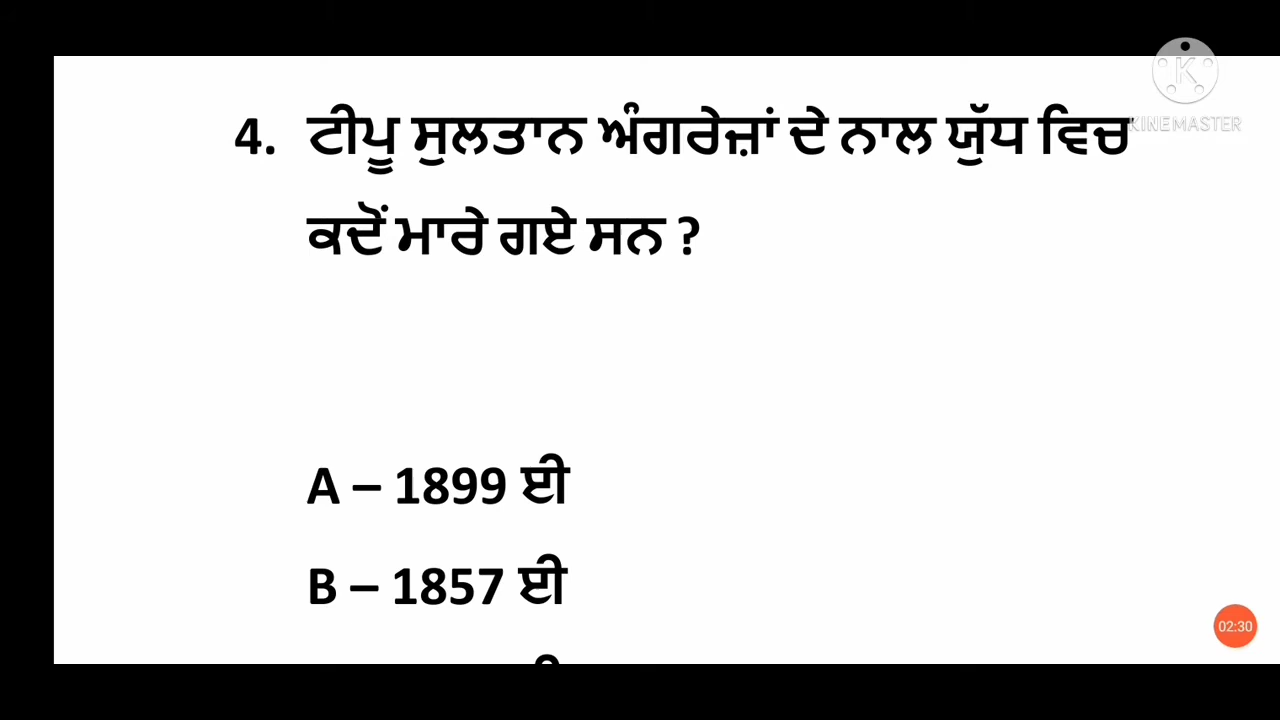 K
KINEMASTER
4. ਟੀਪੂ ਸੁਲਤਾਨ ਅੰਗਰੇਜ਼ਾਂ ਦੇ ਨਾਲ ਯੁੱਧ ਵਿਚ
ਕਦੋਂ ਮਾਰੇ ਗਏ ਸਨ ?
A – 1899 ਈ
B – 1857 ਈ
02:30